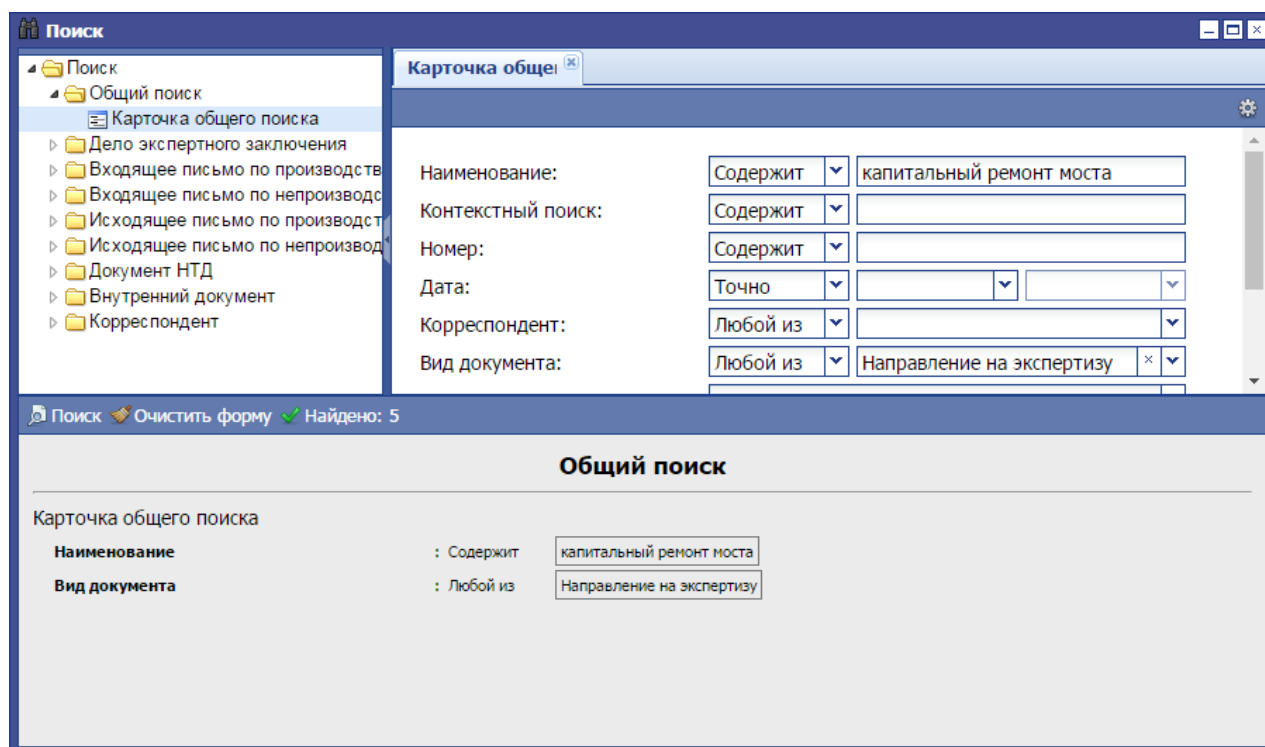 Поиск
Поиск
Общий поиск
Карточка общего поиска
Дело экспертного заключения
Входящее письмо по производств
Входящее письмо по непроизводс
Исходящее письмо по производст
Исходящее письмо по непроизвод
Документ НТД
Внутренний документ
Корреспондент
Карточка общег
Наименование: Содержит капитальный ремонт моста
Контекстный поиск: Содержит
Номер: Содержит
Дата: Точно
Корреспондент: Любой из
Вид документа: Любой из Направление на экспертизу
Поиск Очистить форму Найдено: 5
Общий поиск
Карточка общего поиска
Наименование : Содержит капитальный ремонт моста
Вид документа : Любой из Направление на экспертизу